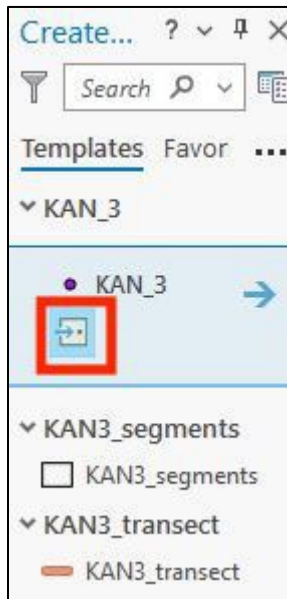 Create... ?
Search
Templates Favor ...
KAN_3
KAN_3
KAN3_segments
KAN3_segments
KAN3_transect
KAN3_transect